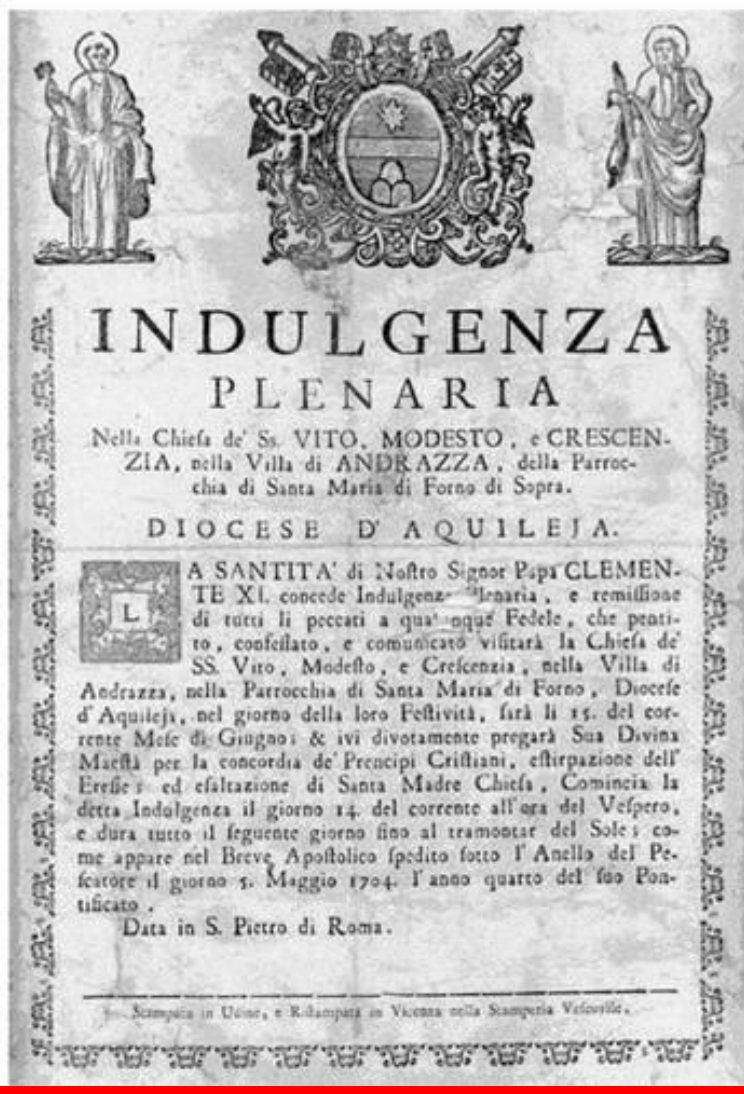 INDULGENZA
PLENARIA
Nella Chieſa de' Ss. VITO, MODESTO, e CRESCEN-
ZIA, nella Villa di ANDRAZZA, della Parroc-
chia di Santa Maria di Forno di Sopra.
DIOCESE D' AQUILEJA.
LA SANTITA' di Noſtro Signor Papa CLEMEN-
TE XI. concede Indulgenza Plenaria, e remiſſione
di tutti li peccati a qualunque Fedele, che penti-
to, confeſſato, e comunicato viſitarà la Chieſa de'
SS. Vito, Modeſto, e Creſcenzia, nella Villa di
Andrazza, nella Parrocchia di Santa Maria di Forno, Dioceſe
d'Aquileja, nel giorno della loro Feſtività, ſarà li 15. del cor-
rente Meſe di Giugno; & ivi divotamente pregarà Sua Divina
Maeſtà per la concordia de' Prencipi Criſtiani, eſtirpazione dell'
Ereſie; ed eſaltazione di Santa Madre Chieſa, Comincia la
detta Indulgenza il giorno 14. del corrente all'ora del Veſpero,
e dura tutto il ſeguente giorno fino al tramontar del Sole; co-
me appare nel Breve Apoſtolico ſpedito ſotto l'Anello del Pe-
ſcatore il giorno 5. Maggio 1704. l'anno quarto del ſuo Pon-
tificato.
Data in S. Pietro di Roma.
Stampata in Udine, e Riſtampata in Vicenza nella Stamperia Veſcovile.